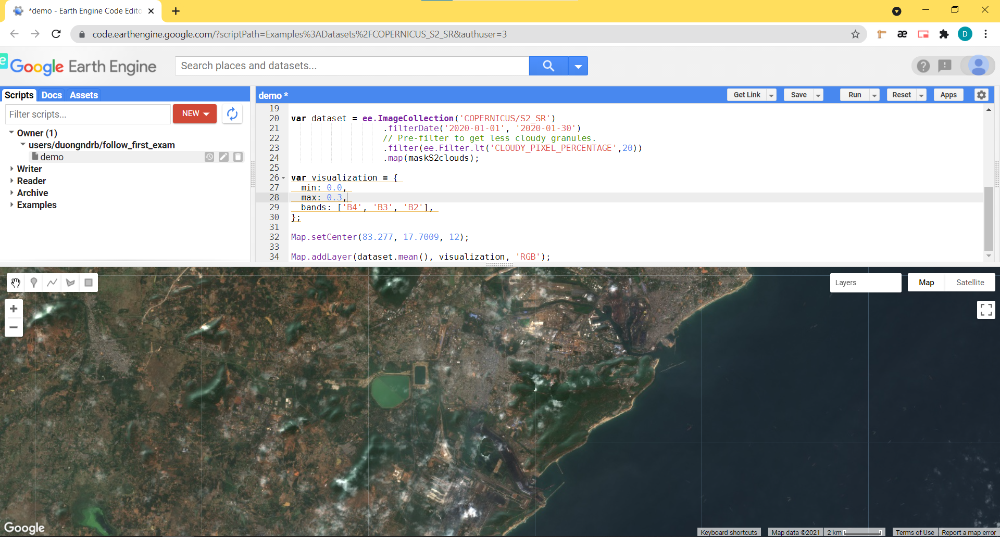 *demo - Earth Engine Code Edito
code.earthengine.google.com/?scriptPath=Examples%3ADatasets%2FCOPERNICUS_S2_SR&authuser=3
D
e
Google Earth Engine
Search places and datasets...
Scripts Docs Assets
Filter scripts...
NEW
Owner (1)
users/duongndrb/follow_first_exam
demo
Writer
Reader
Archive
Examples
demo *
Get Link Save Run Reset Apps
19
20 var dataset = ee.ImageCollection('COPERNICUS/S2_SR')
21 .filterDate('2020-01-01', '2020-01-30')
22 // Pre-filter to get less cloudy granules.
23 .filter(ee.Filter.lt('CLOUDY_PIXEL_PERCENTAGE',20))
24 .map(maskS2clouds);
25
26 var visualization = {
27 min: 0.0,
28 max: 0.3,
29 bands: ['B4', 'B3', 'B2'],
30 };
31
32 Map.setCenter(83.277, 17.7009, 12);
33
34 Map.addLayer(dataset.mean(), visualization, 'RGB');
Layers
Map Satellite
+
−
Google
Keyboard shortcuts Map data ©2021 2 km Terms of Use Report a map error